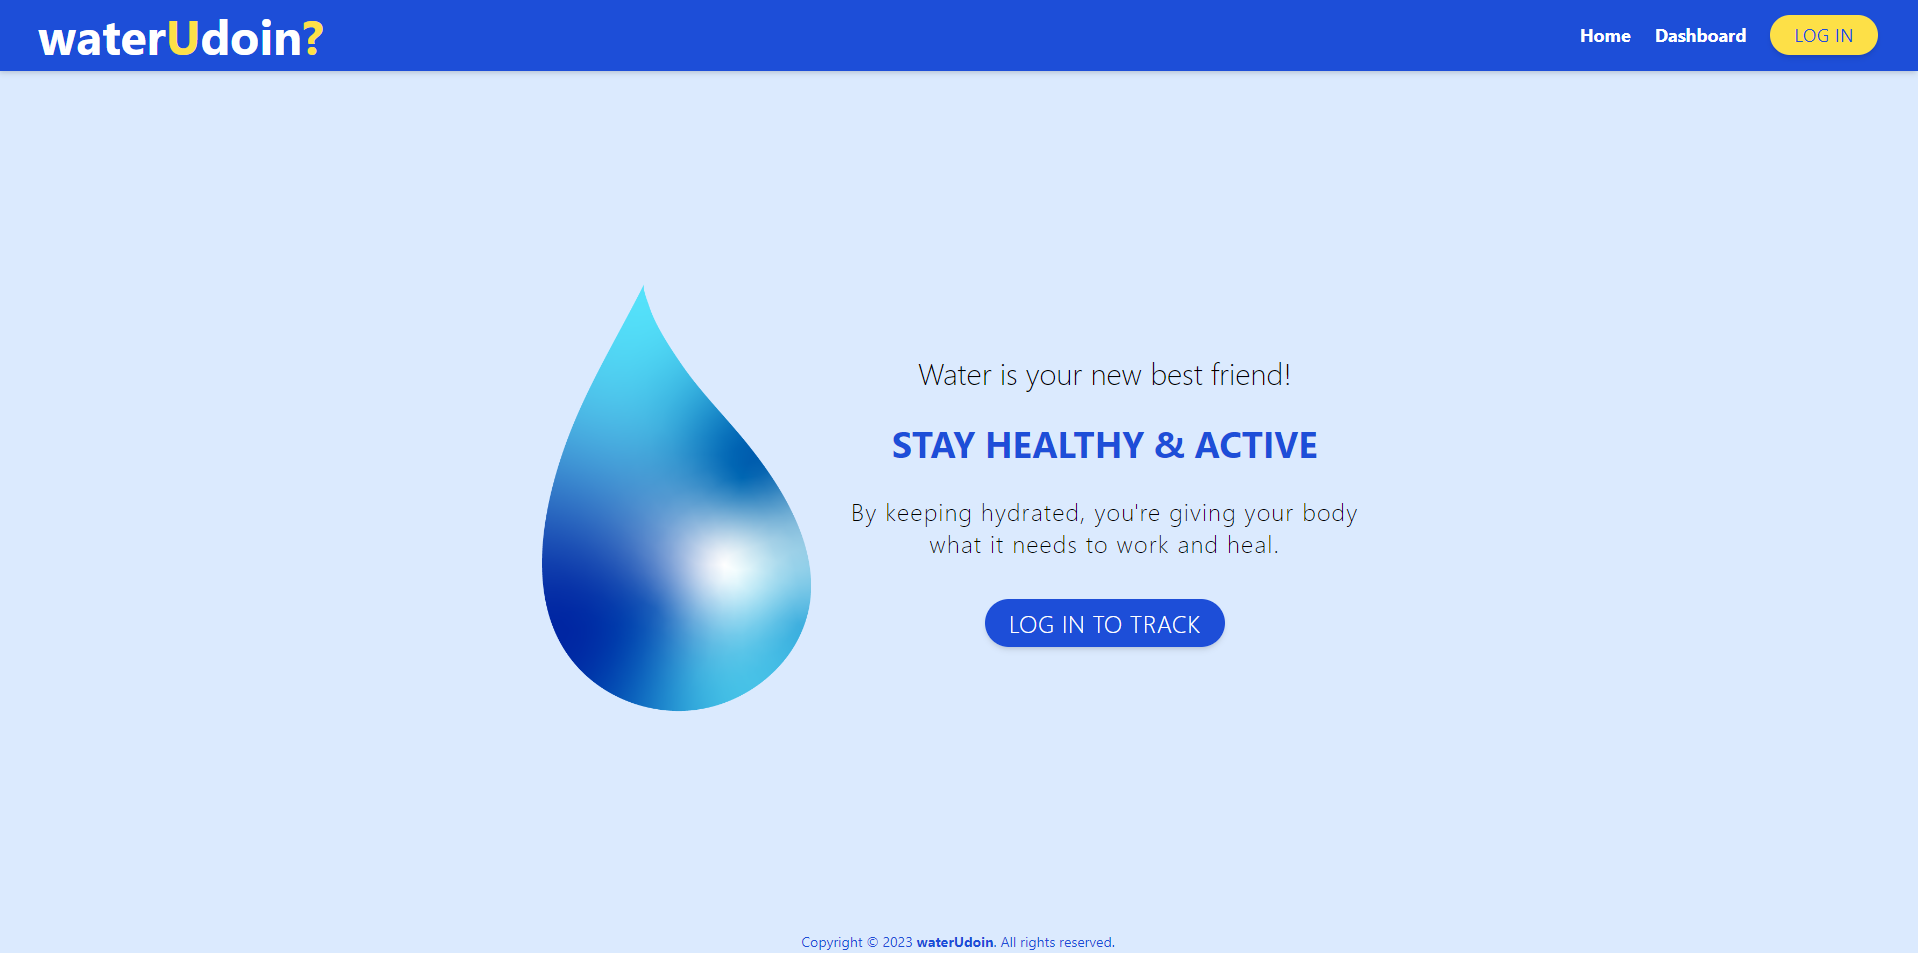 waterUdoin?
Home Dashboard LOG IN
Water is your new best friend!
STAY HEALTHY & ACTIVE
By keeping hydrated, you're giving your body
what it needs to work and heal.
LOG IN TO TRACK
Copyright © 2023 waterUdoin. All rights reserved.